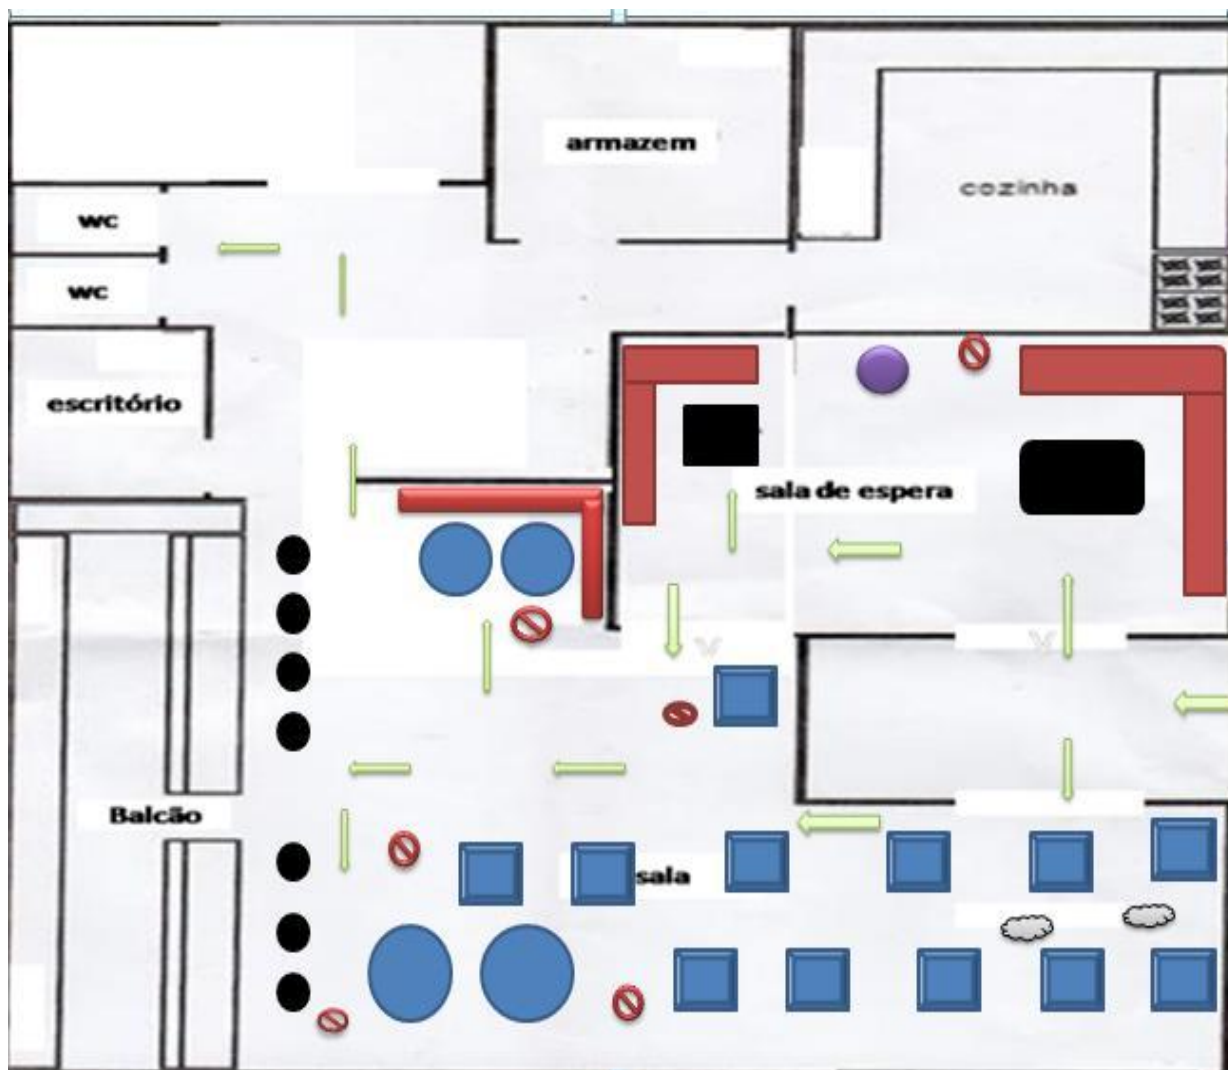 armazem
cozinha
wc
wc
escritório
sala de espera
Balcão
sala